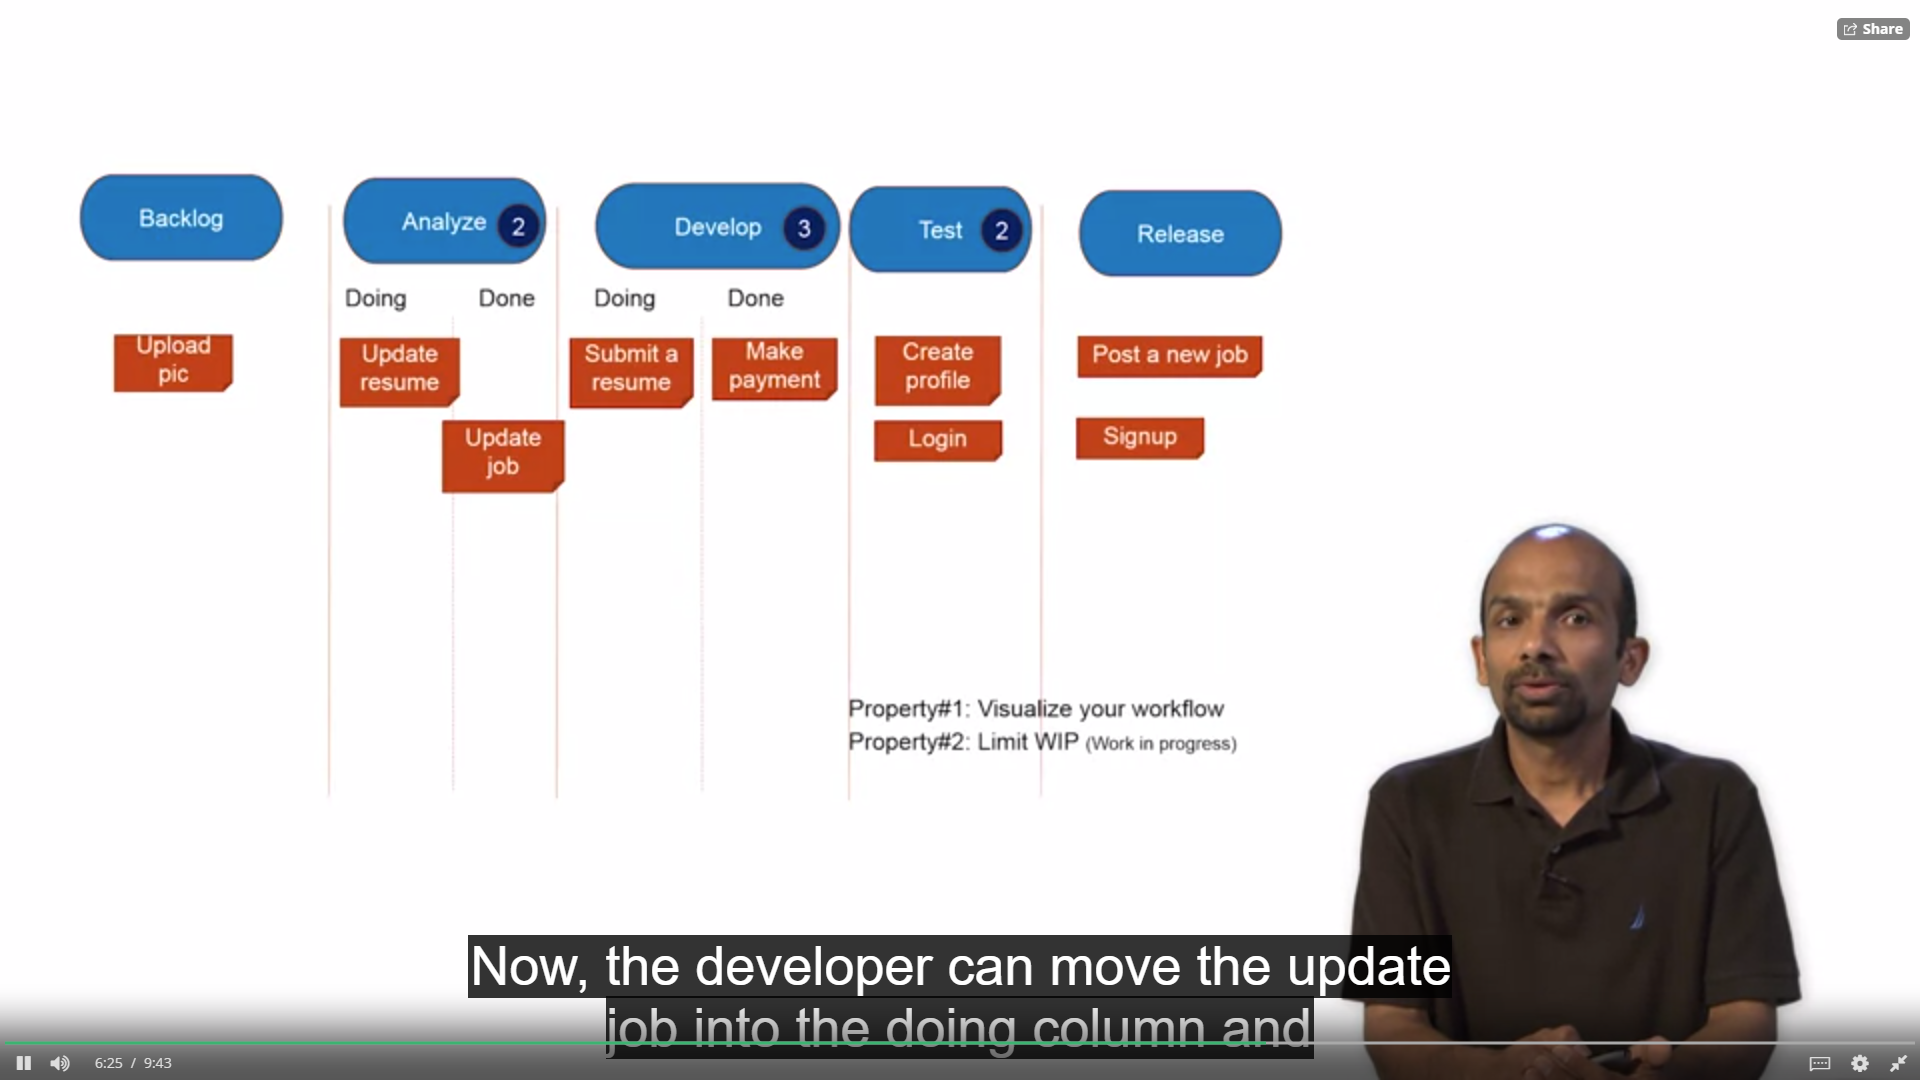 Share
Backlog
Analyze 2
Develop 3
Test 2
Release
Doing
Done
Doing
Done
Upload
pic
Update
resume
Update
job
Submit a
resume
Make
payment
Create
profile
Login
Post a new job
Signup
Property#1: Visualize your workflow
Property#2: Limit WIP (Work in progress)
Now, the developer can move the update
job into the doing column and
6:25 / 9:43